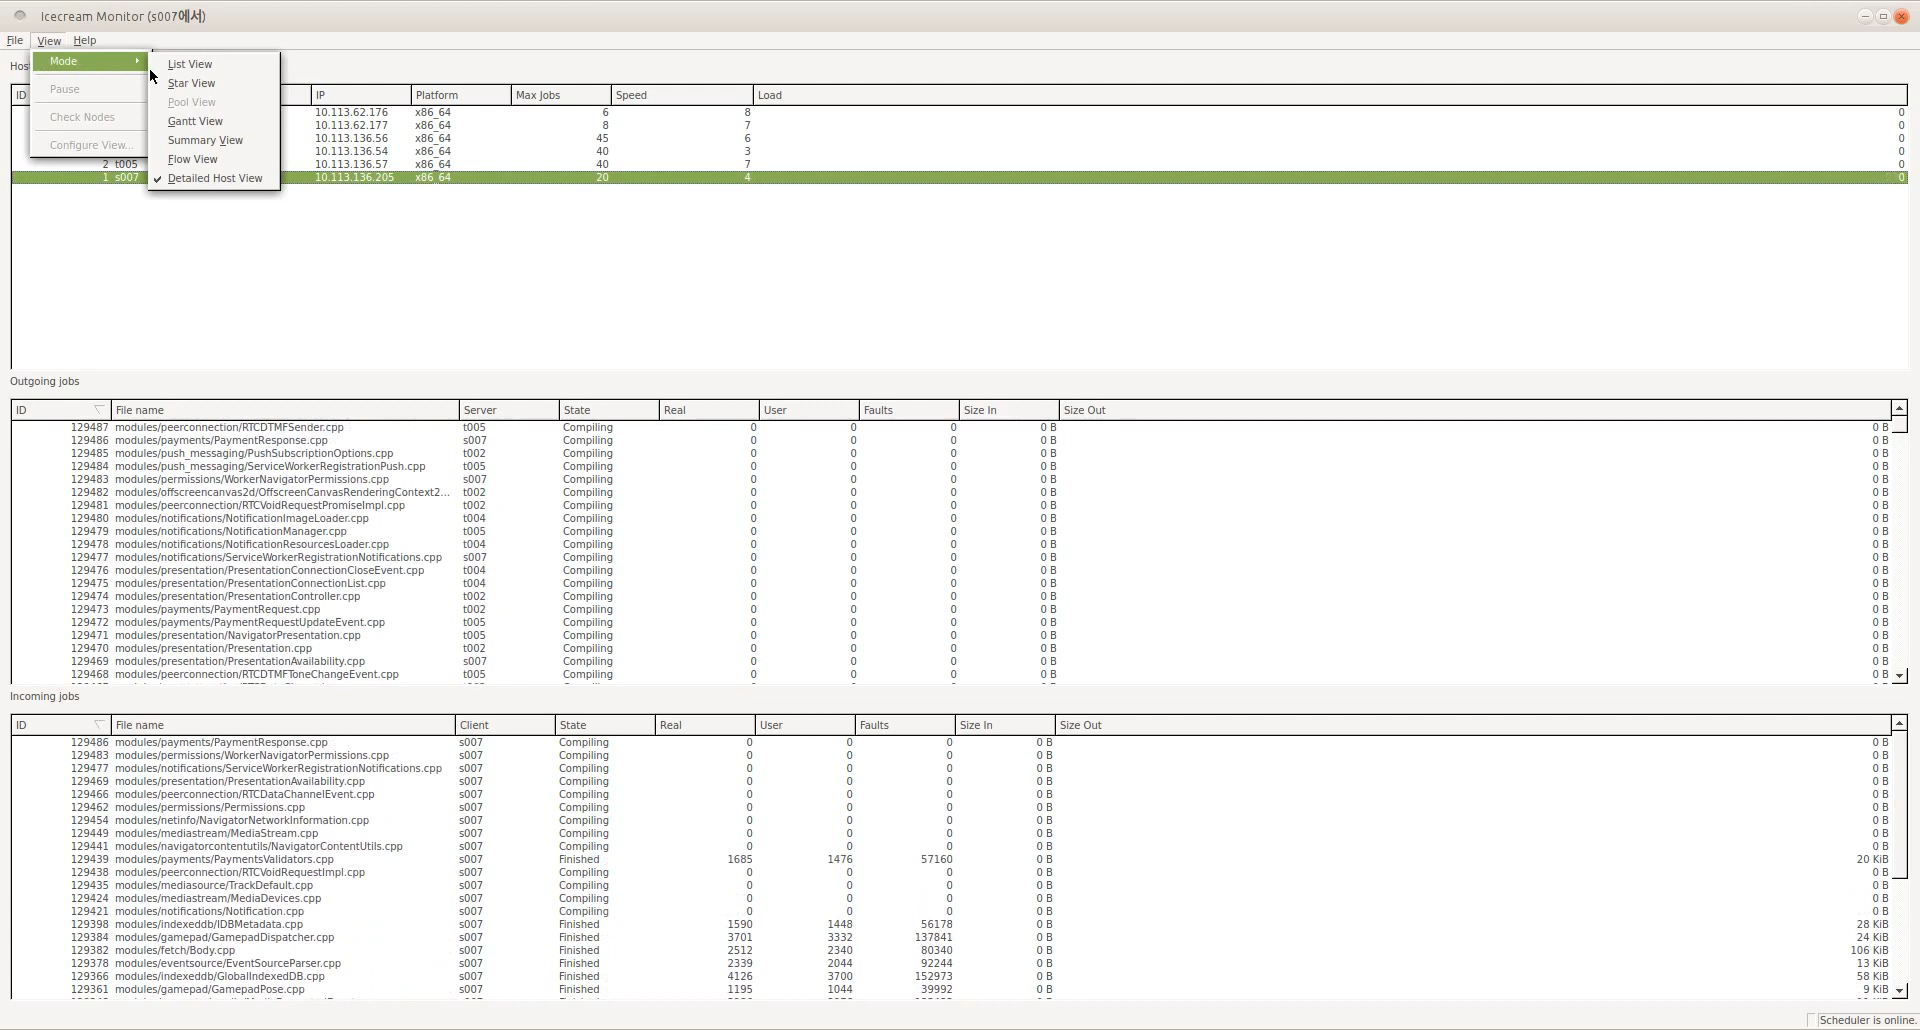 Icecream Monitor (s007에서)
File View Help
Mode
Pause
Check Nodes
Configure View...
List View
Star View
Pool View
Gantt View
Summary View
Flow View
Detailed Host View
ID IP Platform Max Jobs Speed Load
10.113.62.176 x86_64 6 8 0
10.113.62.177 x86_64 8 7 0
10.113.136.56 x86_64 45 6 0
10.113.136.54 x86_64 40 3 0
2 t005 10.113.136.57 x86_64 40 7 0
1 s007 10.113.136.205 x86_64 20 4 0
Outgoing jobs
ID File name Server State Real User Faults Size In Size Out
129487 modules/peerconnection/RTCDTMFSender.cpp t005 Compiling 0 0 0 0 B 0 B
129486 modules/payments/PaymentResponse.cpp s007 Compiling 0 0 0 0 B 0 B
129485 modules/push_messaging/PushSubscriptionOptions.cpp t002 Compiling 0 0 0 0 B 0 B
129484 modules/push_messaging/ServiceWorkerRegistrationPush.cpp t005 Compiling 0 0 0 0 B 0 B
129483 modules/permissions/WorkerNavigatorPermissions.cpp s007 Compiling 0 0 0 0 B 0 B
129482 modules/offscreencanvas2d/OffscreenCanvasRenderingContext2... t002 Compiling 0 0 0 0 B 0 B
129481 modules/peerconnection/RTCVoidRequestPromiseImpl.cpp t002 Compiling 0 0 0 0 B 0 B
129480 modules/notifications/NotificationImageLoader.cpp t004 Compiling 0 0 0 0 B 0 B
129479 modules/notifications/NotificationManager.cpp t005 Compiling 0 0 0 0 B 0 B
129478 modules/notifications/NotificationResourcesLoader.cpp t004 Compiling 0 0 0 0 B 0 B
129477 modules/notifications/ServiceWorkerRegistrationNotifications.cpp s007 Compiling 0 0 0 0 B 0 B
129476 modules/presentation/PresentationConnectionCloseEvent.cpp t004 Compiling 0 0 0 0 B 0 B
129475 modules/presentation/PresentationConnectionList.cpp t004 Compiling 0 0 0 0 B 0 B
129474 modules/presentation/PresentationController.cpp t002 Compiling 0 0 0 0 B 0 B
129473 modules/payments/PaymentRequest.cpp t002 Compiling 0 0 0 0 B 0 B
129472 modules/payments/PaymentRequestUpdateEvent.cpp t005 Compiling 0 0 0 0 B 0 B
129471 modules/presentation/NavigatorPresentation.cpp t005 Compiling 0 0 0 0 B 0 B
129470 modules/presentation/Presentation.cpp t002 Compiling 0 0 0 0 B 0 B
129469 modules/presentation/PresentationAvailability.cpp s007 Compiling 0 0 0 0 B 0 B
129468 modules/peerconnection/RTCDTMFToneChangeEvent.cpp t005 Compiling 0 0 0 0 B 0 B
Incoming jobs
ID File name Client State Real User Faults Size In Size Out
129486 modules/payments/PaymentResponse.cpp s007 Compiling 0 0 0 0 B 0 B
129483 modules/permissions/WorkerNavigatorPermissions.cpp s007 Compiling 0 0 0 0 B 0 B
129477 modules/notifications/ServiceWorkerRegistrationNotifications.cpp s007 Compiling 0 0 0 0 B 0 B
129469 modules/presentation/PresentationAvailability.cpp s007 Compiling 0 0 0 0 B 0 B
129466 modules/peerconnection/RTCDataChannelEvent.cpp s007 Compiling 0 0 0 0 B 0 B
129462 modules/permissions/Permissions.cpp s007 Compiling 0 0 0 0 B 0 B
129454 modules/netinfo/NavigatorNetworkInformation.cpp s007 Compiling 0 0 0 0 B 0 B
129449 modules/mediastream/MediaStream.cpp s007 Compiling 0 0 0 0 B 0 B
129441 modules/navigatorcontentutils/NavigatorContentUtils.cpp s007 Compiling 0 0 0 0 B 0 B
129439 modules/payments/PaymentsValidators.cpp s007 Finished 1685 1476 57160 0 B 20 KiB
129438 modules/peerconnection/RTCVoidRequestImpl.cpp s007 Compiling 0 0 0 0 B 0 B
129435 modules/mediasource/TrackDefault.cpp s007 Compiling 0 0 0 0 B 0 B
129424 modules/mediastream/MediaDevices.cpp s007 Compiling 0 0 0 0 B 0 B
129421 modules/notifications/Notification.cpp s007 Compiling 0 0 0 0 B 0 B
129398 modules/indexeddb/IDBMetadata.cpp s007 Finished 1590 1448 56178 0 B 28 KiB
129384 modules/gamepad/GamepadDispatcher.cpp s007 Finished 3701 3332 137841 0 B 24 KiB
129382 modules/fetch/Body.cpp s007 Finished 2512 2340 80340 0 B 106 KiB
129378 modules/eventsource/EventSourceParser.cpp s007 Finished 2339 2044 92244 0 B 13 KiB
129366 modules/indexeddb/GlobalIndexedDB.cpp s007 Finished 4126 3700 152973 0 B 58 KiB
129361 modules/gamepad/GamepadPose.cpp s007 Finished 1195 1044 39992 0 B 9 KiB
Scheduler is online.